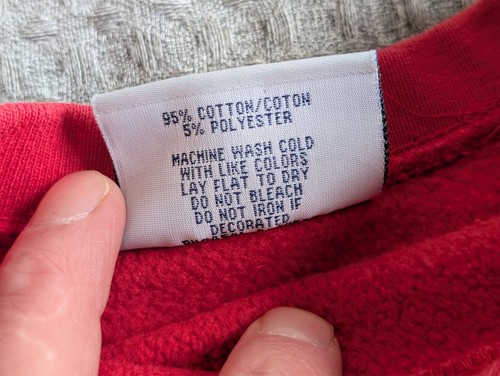 95% COTTON/COTON
5% POLYESTER
MACHINE WASH COLD
WITH LIKE COLORS
LAY FLAT TO DRY
DO NOT BLEACH
DO NOT IRON IF
DECORATED